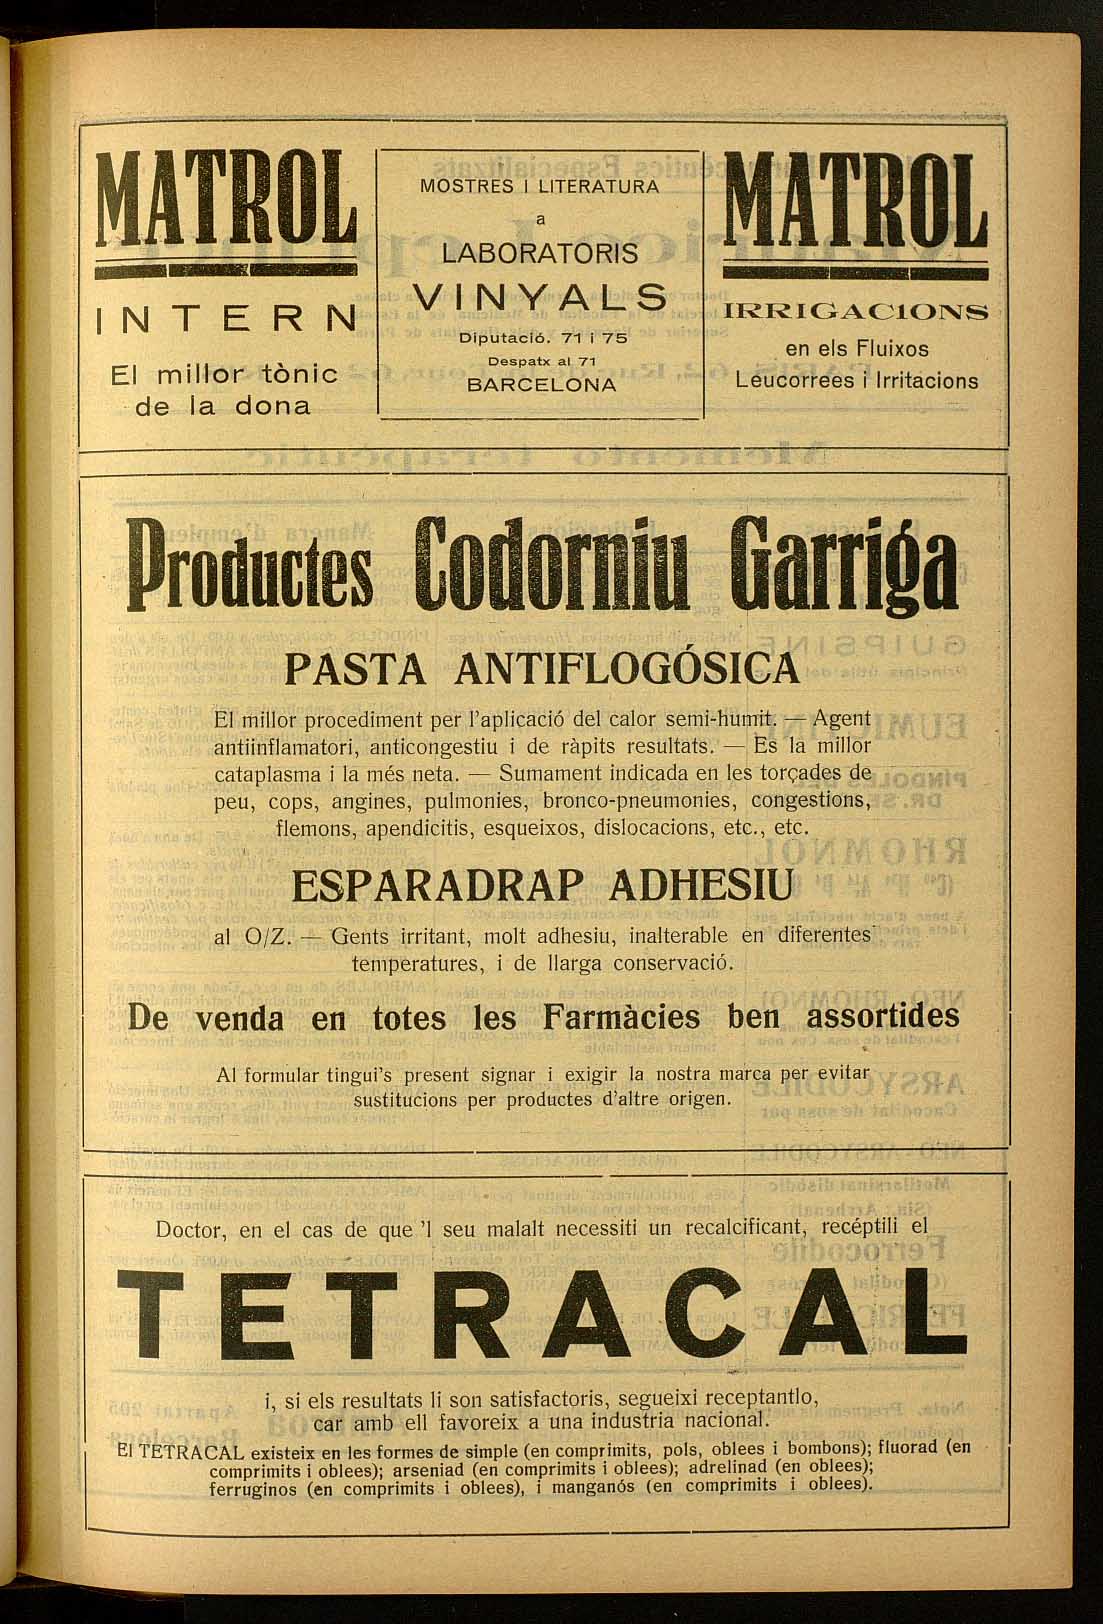 MATROL
INTERN
El millor tònic
de la dona
MOSTRES I LITERATURA
a
LABORATORIS
VINYALS
Diputació. 71 i 75
Despatx al 71
BARCELONA
MATROL
IRRIGACIONS
en els Fluixos
Leucorrees i Irritacions
Productes Codorniu Garriga
PASTA ANTIFLOGÓSICA
El millor procediment per l'aplicació del calor semi-humit. — Agent
antiinflamatori, anticongestiu i de ràpits resultats. — Es la millor
cataplasma i la més neta. — Sumament indicada en les torçades de
peu, cops, angines, pulmonies, bronco-pneumonies, congestions,
flemons, apendicitis, esqueixos, dislocacions, etc., etc.
ESPARADRAP ADHESIU
al O/Z. — Gents irritant, molt adhesiu, inalterable en diferentes
temperatures, i de llarga conservació.
De venda en totes les Farmàcies ben assortides
Al formular tingui's present signar i exigir la nostra marca per evitar
sustitucions per productes d'altre origen.
Doctor, en el cas de que 'l seu malalt necessiti un recalcificant, recéptili el
TETRACAL
i, si els resultats li son satisfactoris, segueixi receptantlo,
car amb ell favoreix a una industria nacional.
El TETRACAL existeix en les formes de simple (en comprimits, pols, oblees i bombons); fluorad (en
comprimits i oblees); arseniad (en comprimits i oblees); adrelinad (en oblees);
ferruginos (en comprimits i oblees), i manganós (en comprimits i oblees).